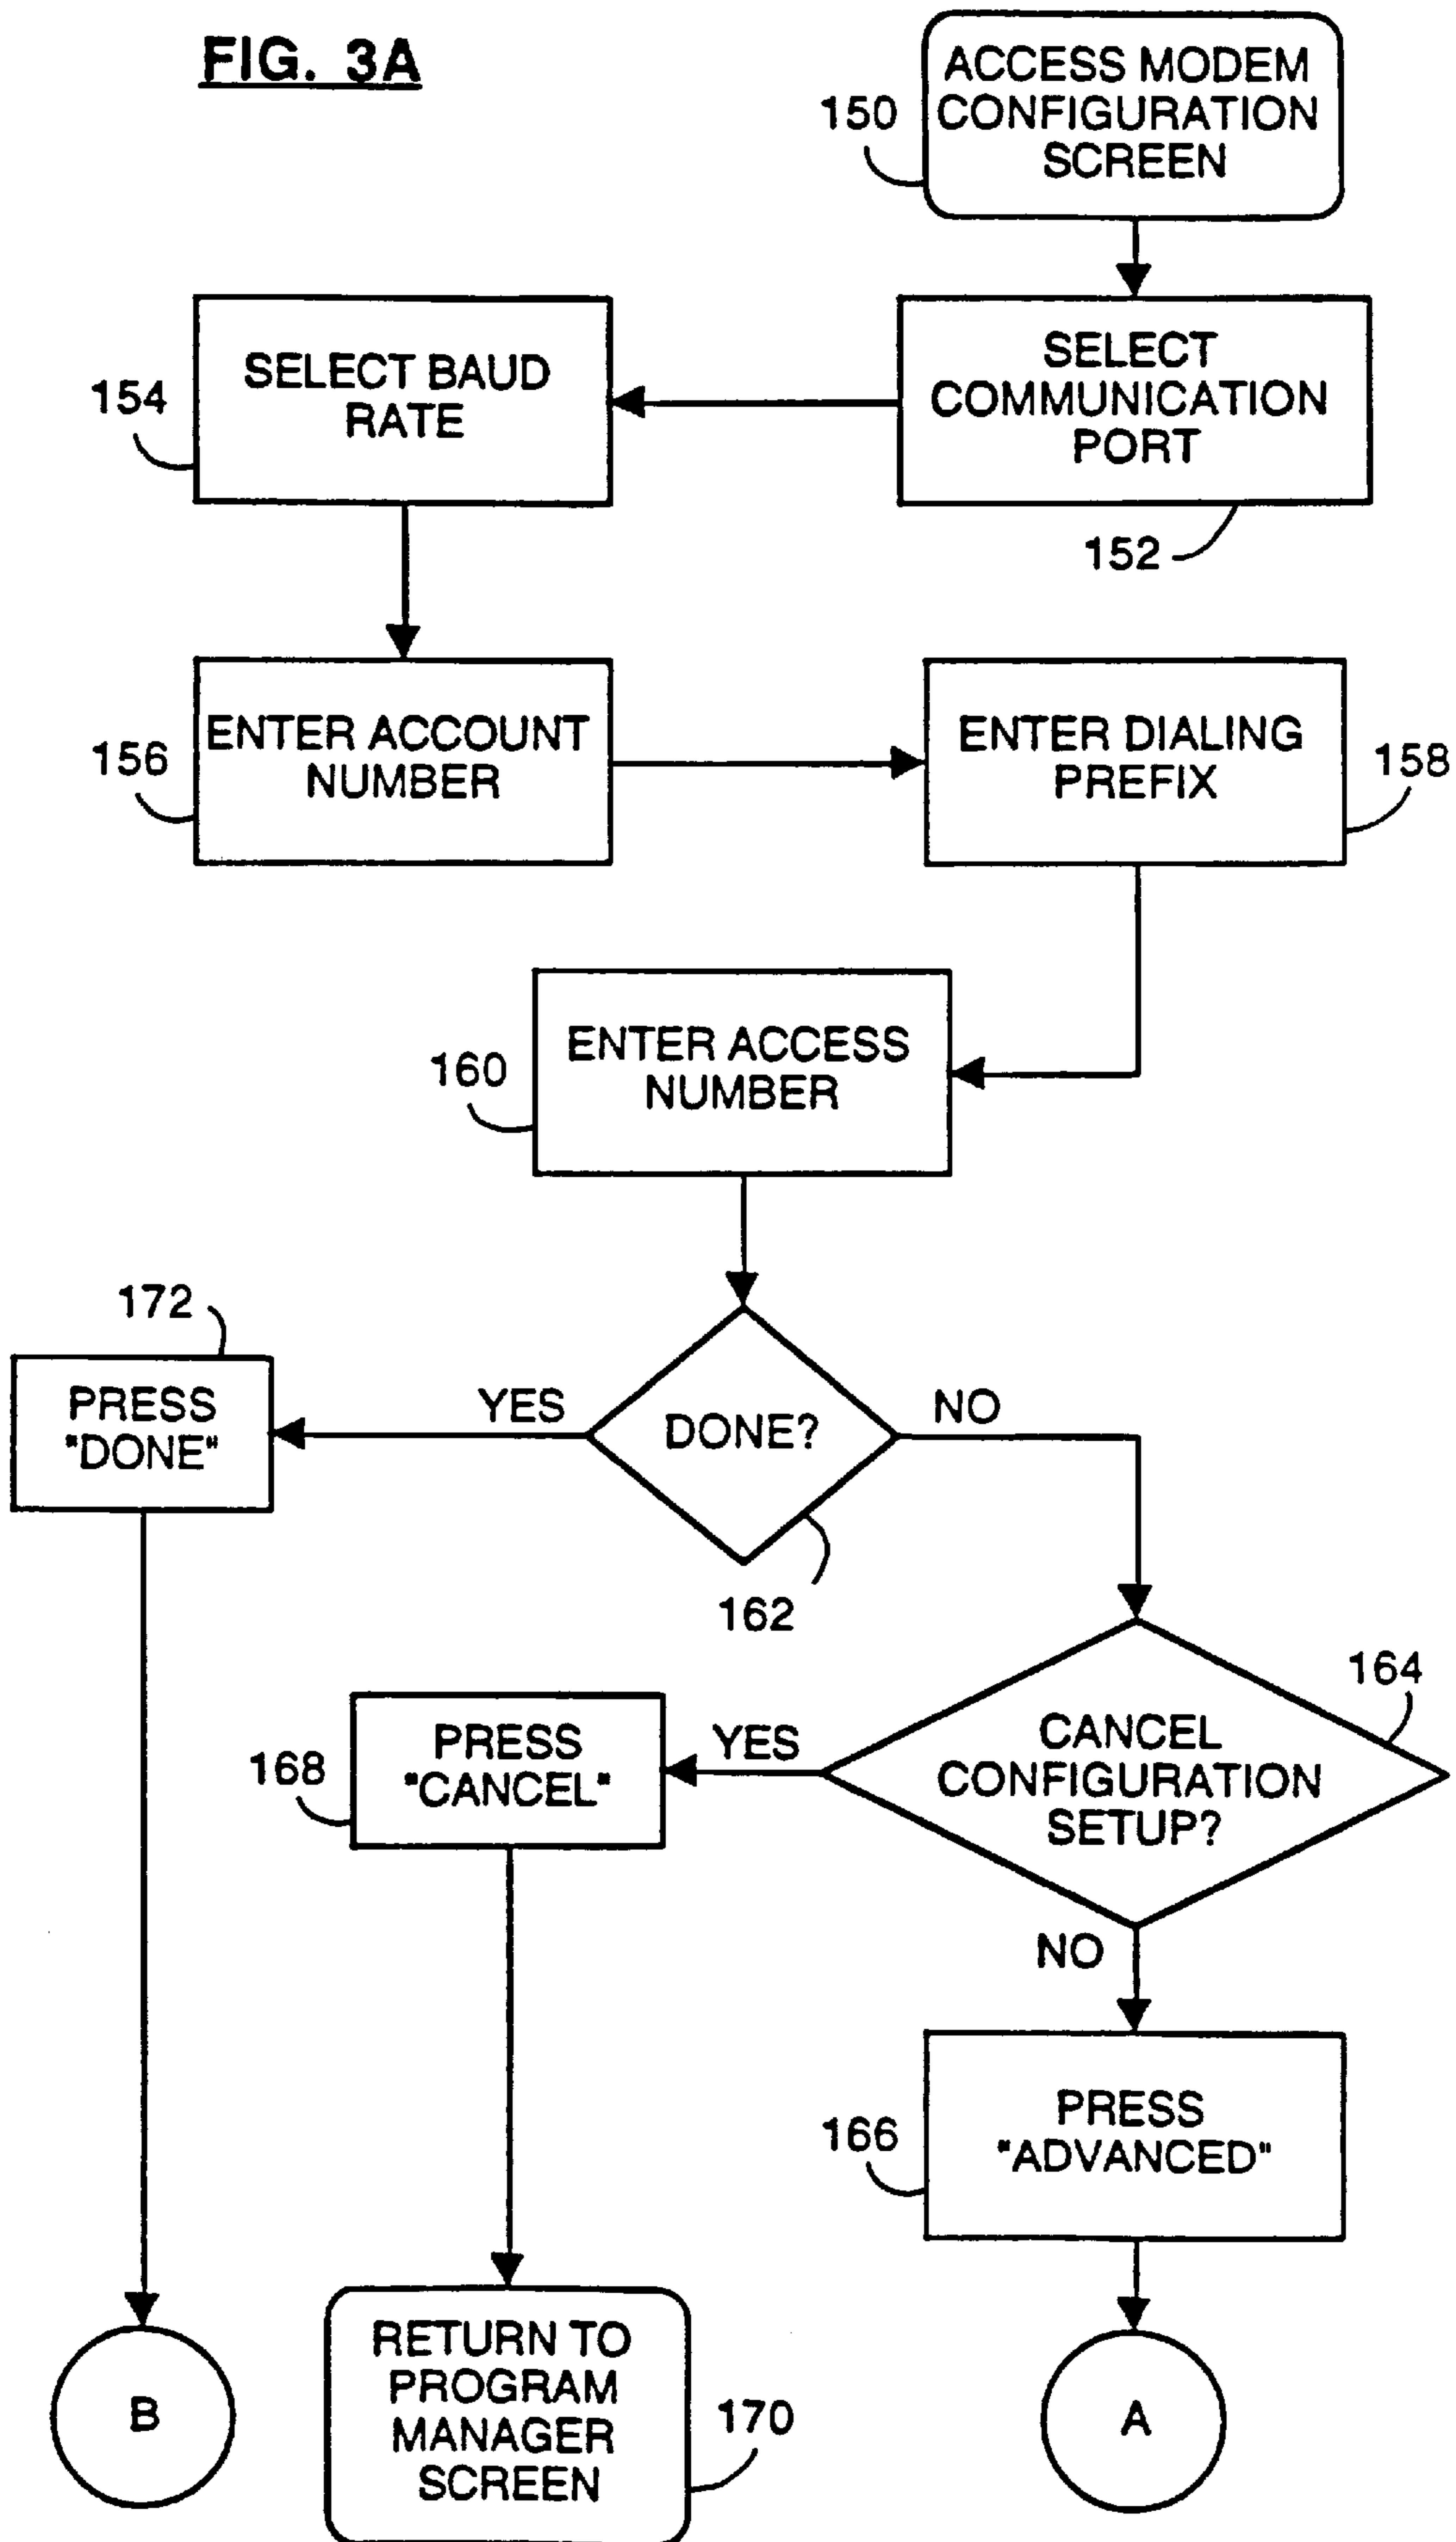 FIG. 3A
ACCESS MODEM
CONFIGURATION
SCREEN
150
SELECT
COMMUNICATION
PORT
152
SELECT BAUD
RATE
154
ENTER ACCOUNT
NUMBER
156
ENTER DIALING
PREFIX
158
ENTER ACCESS
NUMBER
160
DONE?
162
YES
NO
172
PRESS
"DONE"
CANCEL
CONFIGURATION
SETUP?
164
YES
NO
PRESS
"CANCEL"
168
PRESS
"ADVANCED"
166
B
RETURN TO
PROGRAM
MANAGER
SCREEN
170
A